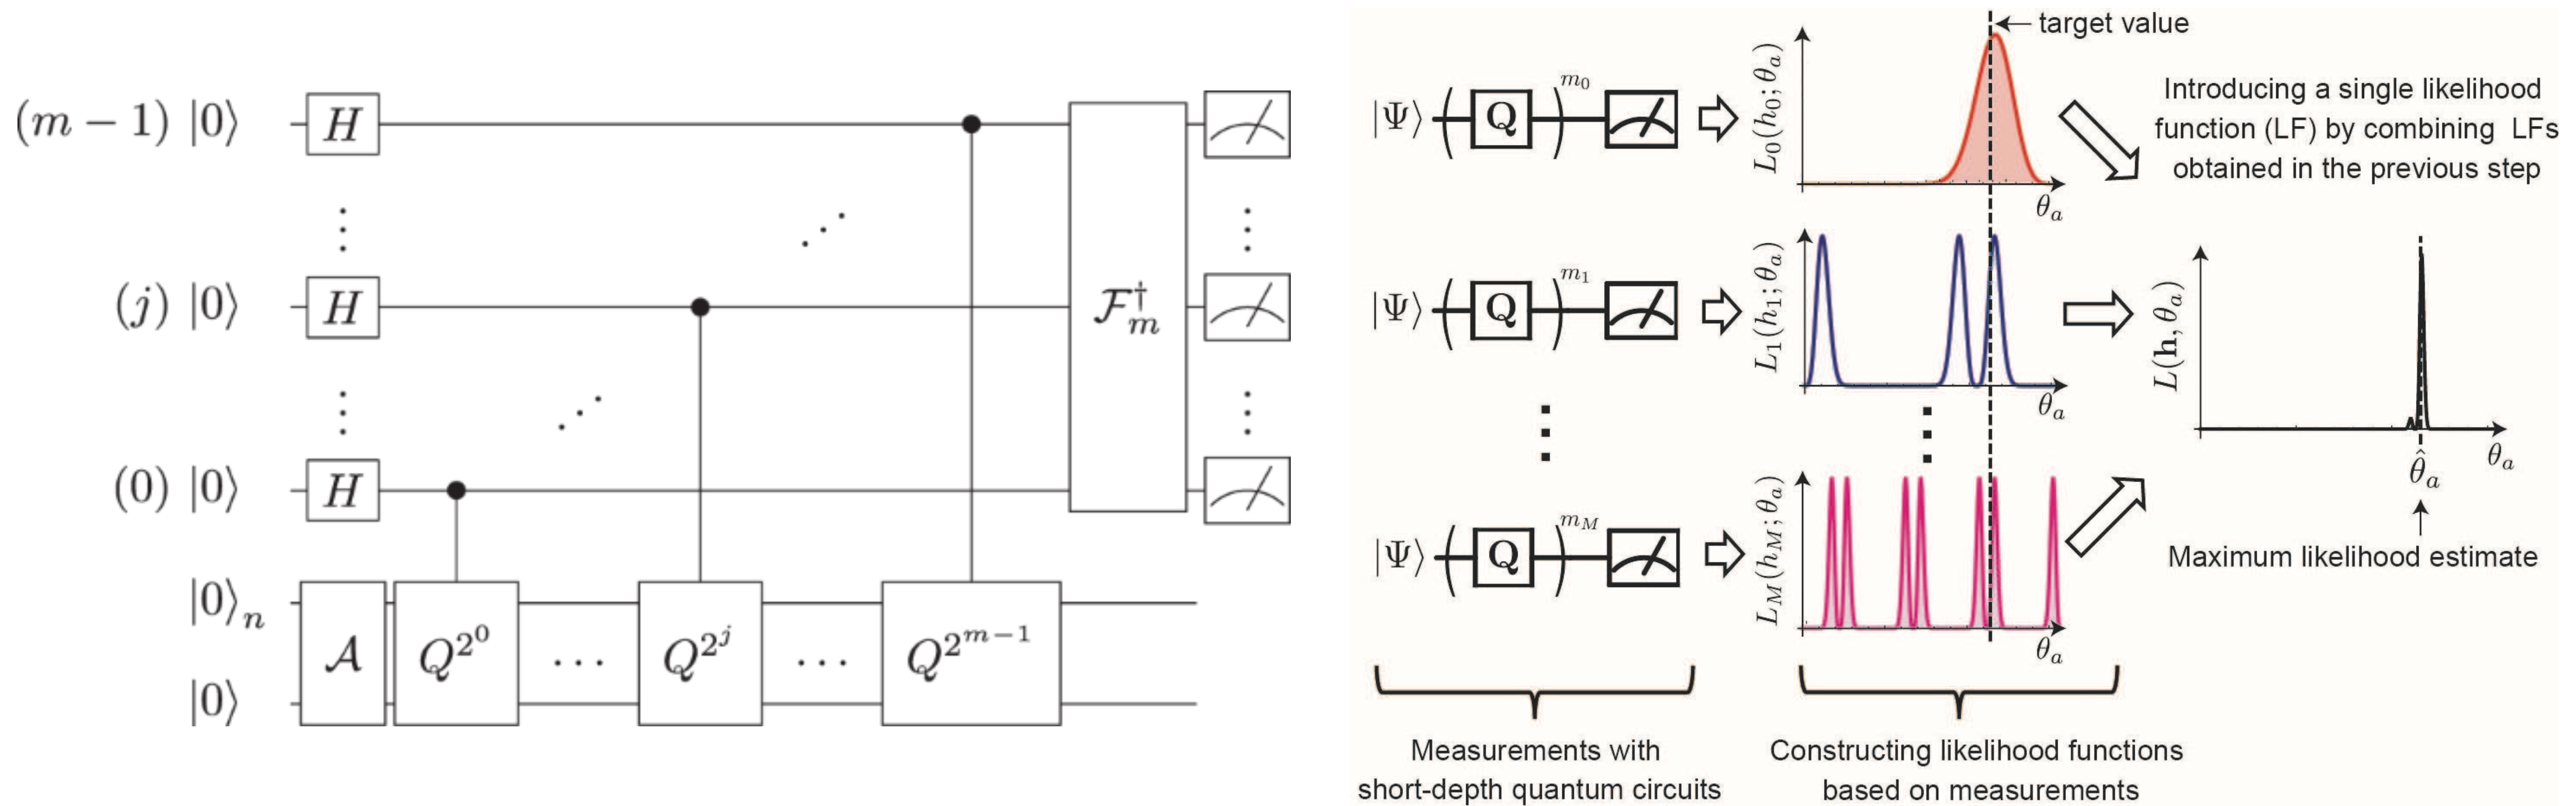 (m − 1) |0⟩ H
(j) |0⟩ H
(0) |0⟩ H
ℱ†m
|0⟩n
|0⟩
𝒜 Q^2^0 ... Q^2^j ... Q^2^{m−1}
|Ψ⟩ ( Q )^m0
L0(h0; θa)
θa
target value
Introducing a single likelihood
function (LF) by combining LFs
obtained in the previous step
|Ψ⟩ ( Q )^m1
L1(h1; θa)
θa
|Ψ⟩ ( Q )^mM
LM(hM; θa)
θa
L(h, θa)
θ̂a
θa
Maximum likelihood estimate
Measurements with
short-depth quantum circuits
Constructing likelihood functions
based on measurements